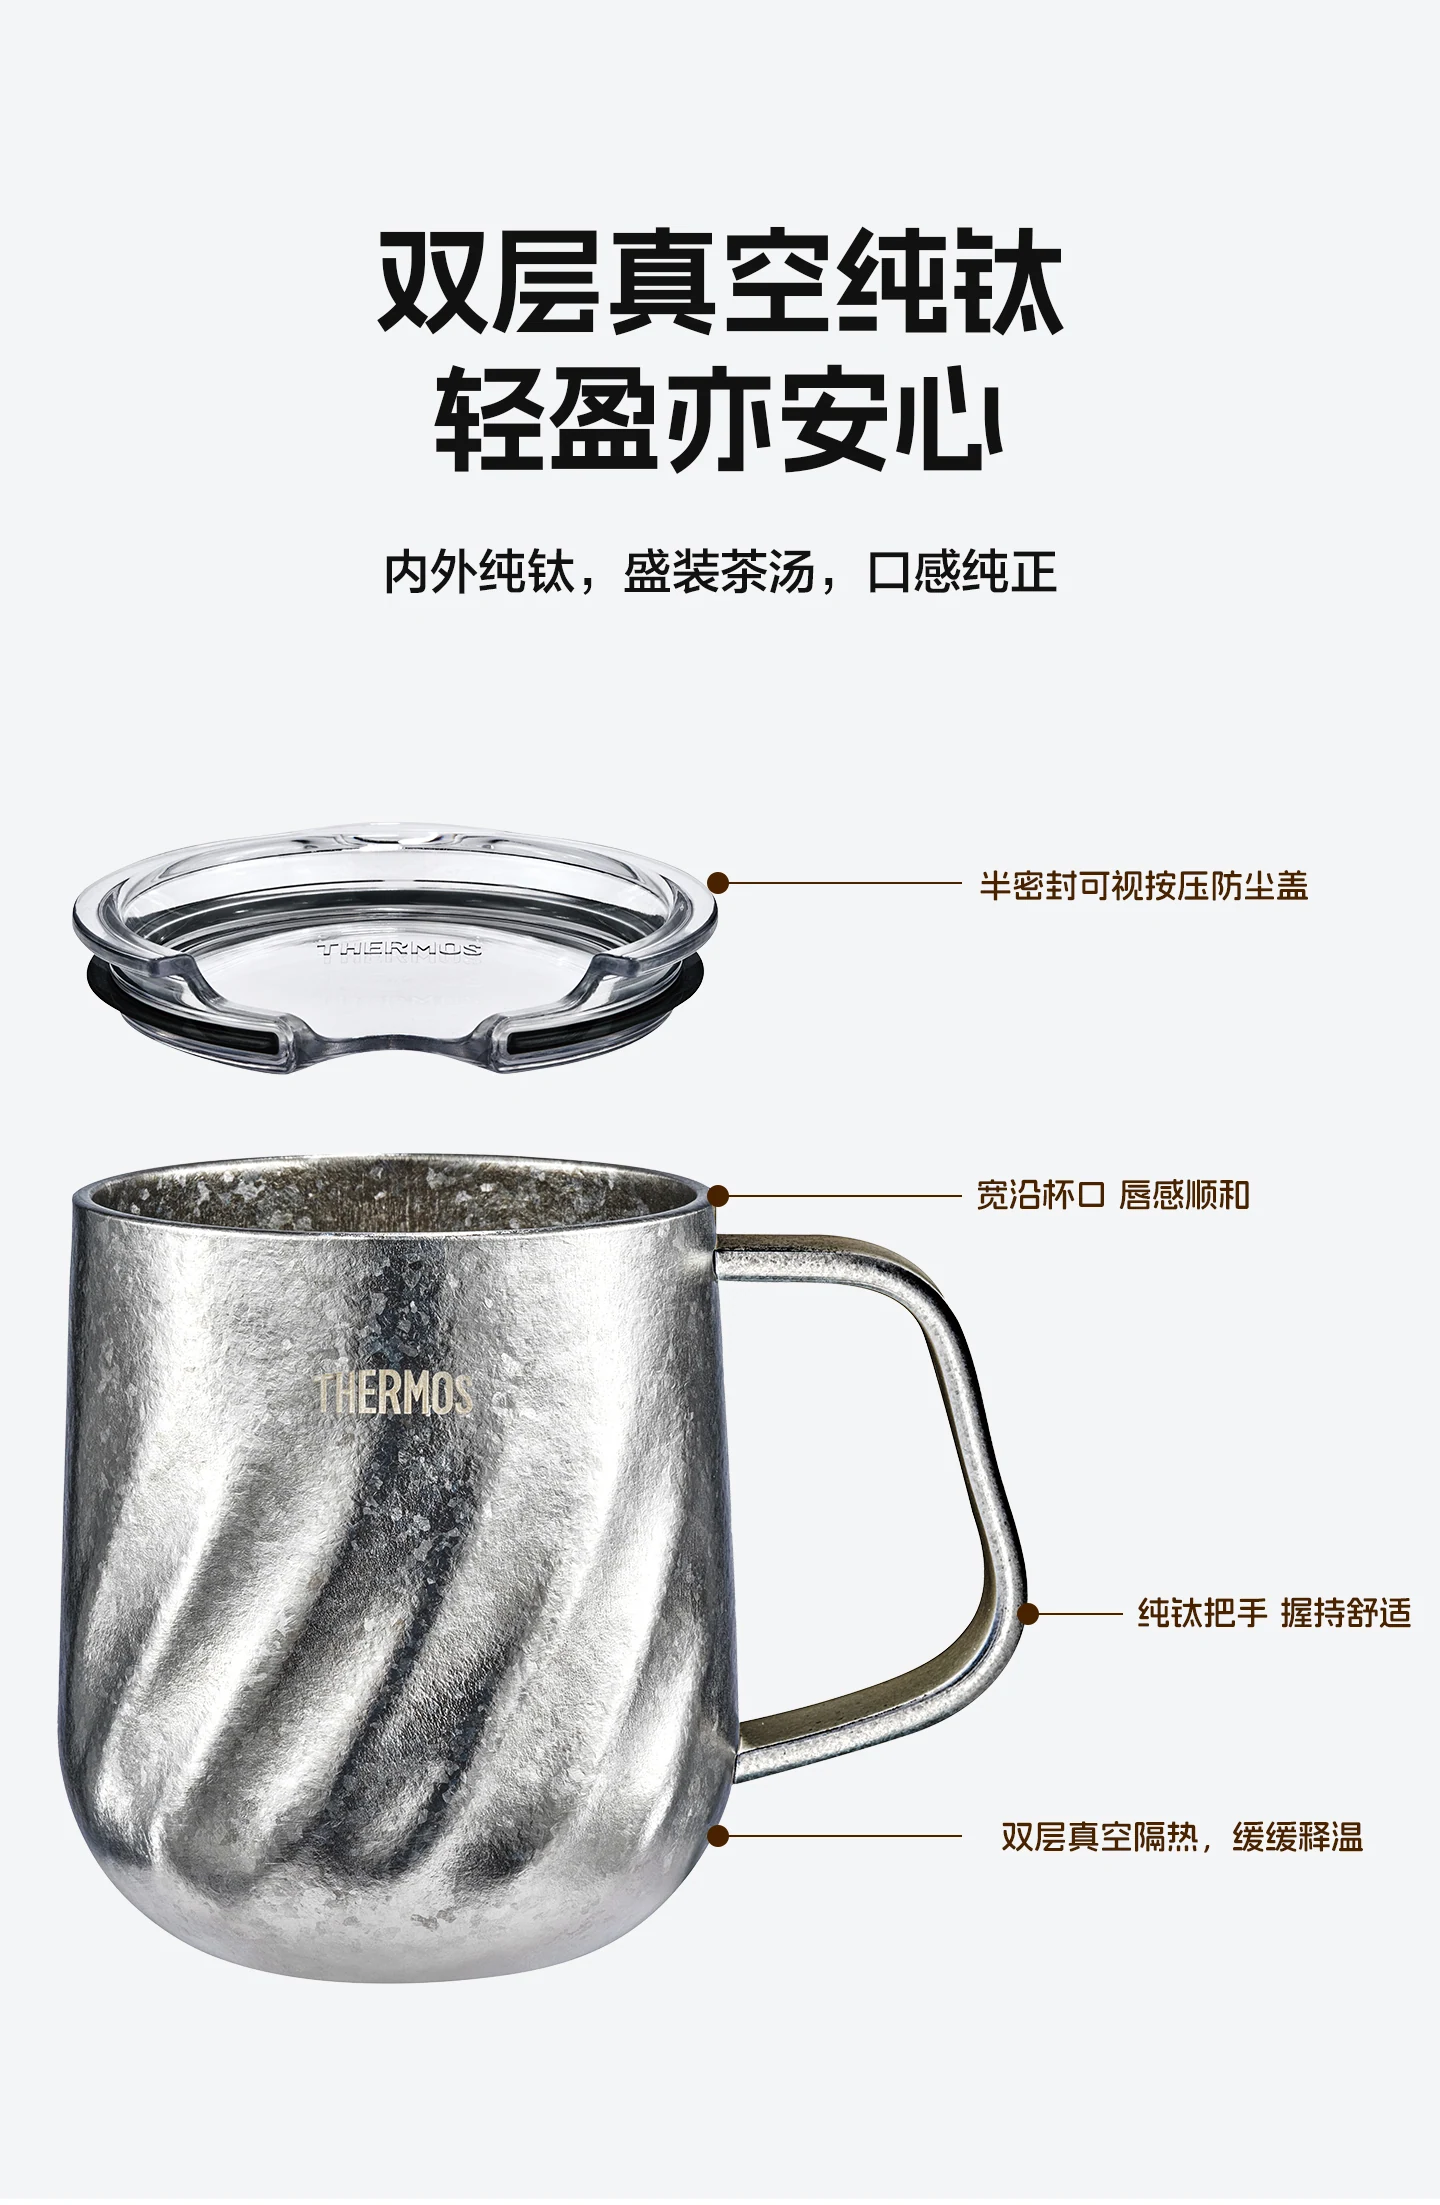 双层真空纯钛
轻盈亦安心
内外纯钛，盛装茶汤，口感纯正
半密封可视按压防尘盖
THERMOS
宽沿杯口 唇感顺和
THERMOS
纯钛把手 握持舒适
双层真空隔热，缓缓释温